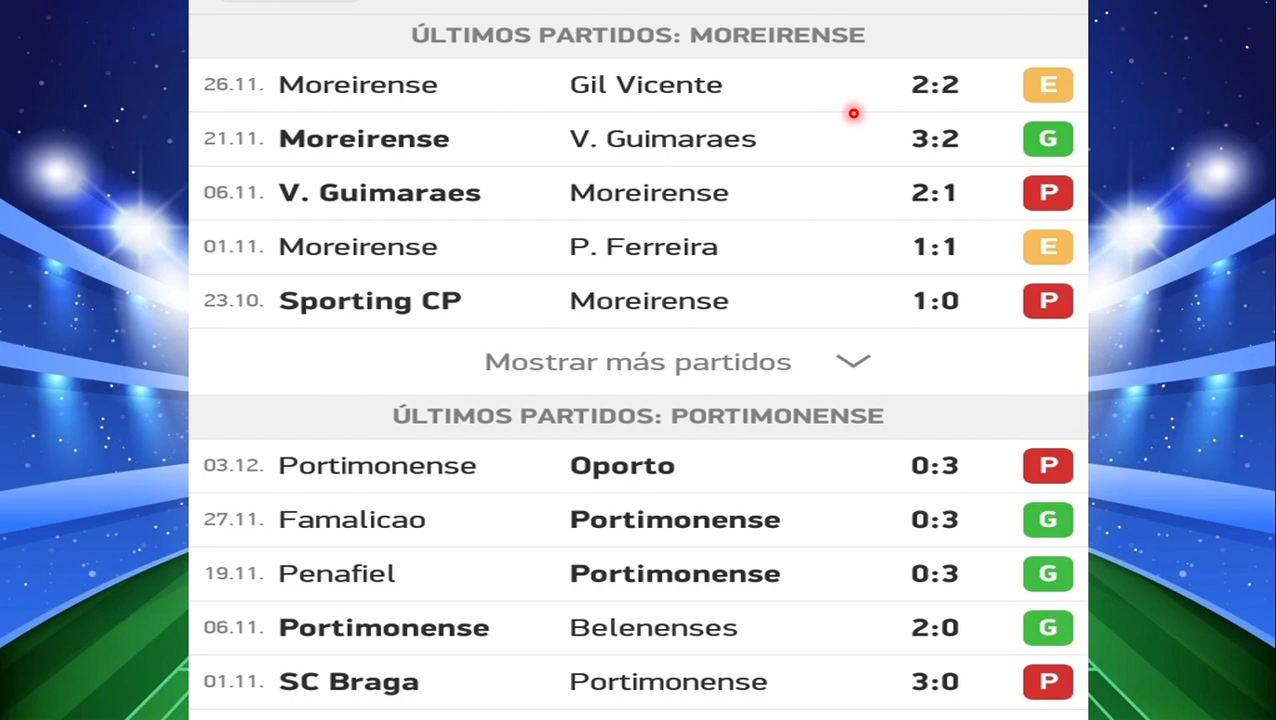 ÚLTIMOS PARTIDOS: MOREIRENSE
26.11. Moreirense Gil Vicente 2:2 E
21.11. Moreirense V. Guimaraes 3:2 G
06.11. V. Guimaraes Moreirense 2:1 P
01.11. Moreirense P. Ferreira 1:1 E
23.10. Sporting CP Moreirense 1:0 P
Mostrar más partidos
ÚLTIMOS PARTIDOS: PORTIMONENSE
03.12. Portimonense Oporto 0:3 P
27.11. Famalicao Portimonense 0:3 G
19.11. Penafiel Portimonense 0:3 G
06.11. Portimonense Belenenses 2:0 G
01.11. SC Braga Portimonense 3:0 P